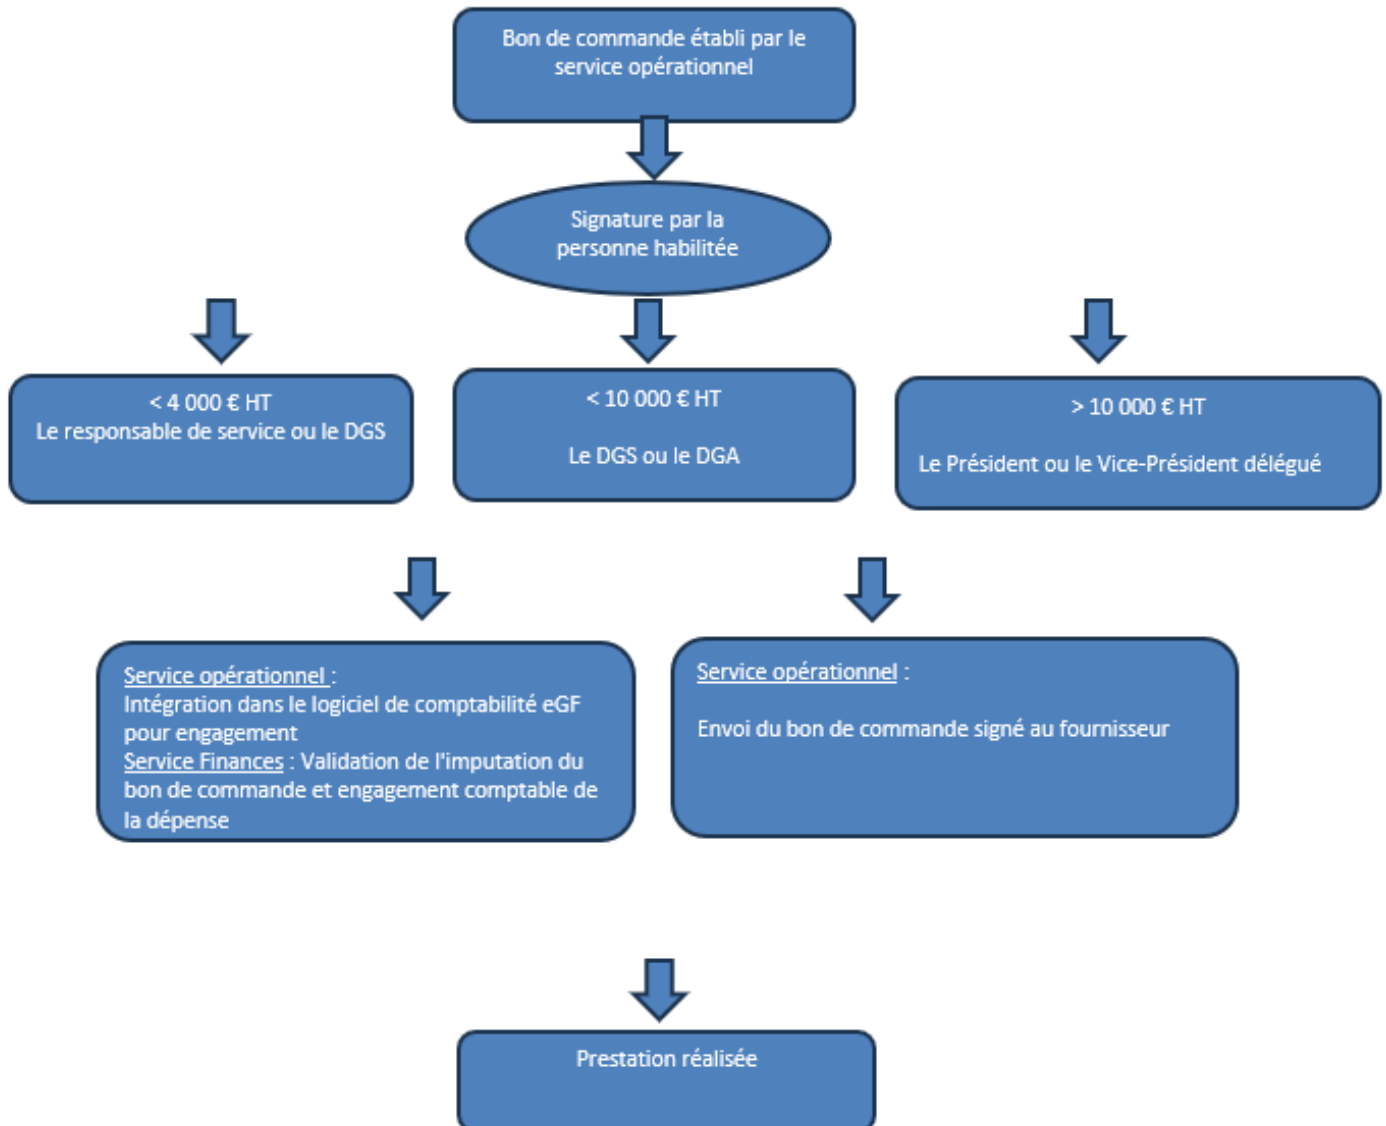 Bon de commande établi par le
service opérationnel
Signature par la
personne habilitée
< 4 000 € HT
Le responsable de service ou le DGS
< 10 000 € HT
Le DGS ou le DGA
> 10 000 € HT
Le Président ou le Vice-Président délégué
Service opérationnel :
Intégration dans le logiciel de comptabilité eGF
pour engagement
Service Finances : Validation de l'imputation du
bon de commande et engagement comptable de
la dépense
Service opérationnel :
Envoi du bon de commande signé au fournisseur
Prestation réalisée